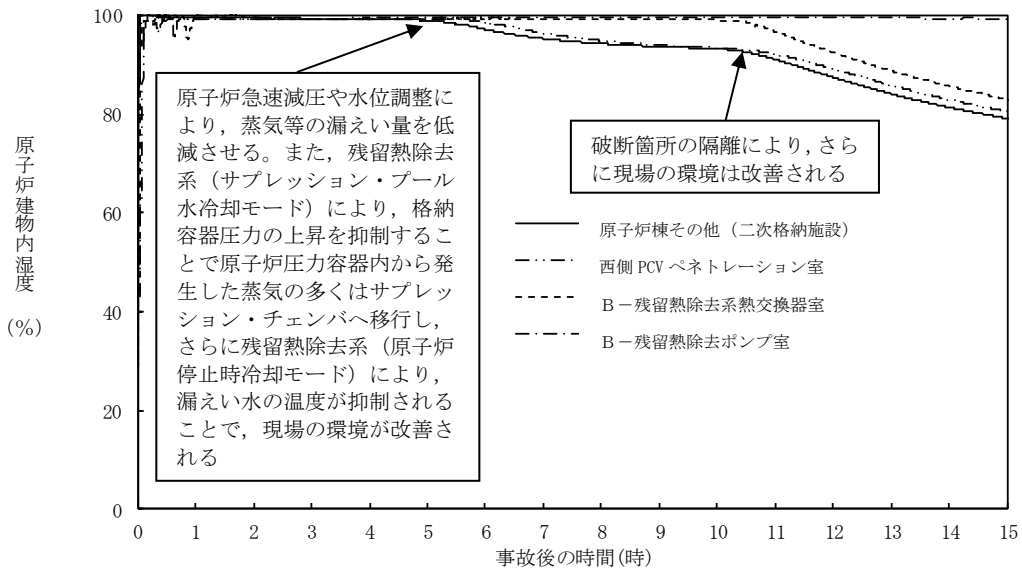 100
80
60
40
20
0
原子炉建物内湿度
(%)
原子炉急速減圧や水位調整に
より，蒸気等の漏えい量を低
減させる。また，残留熱除去
系（サプレッション・プール
水冷却モード）により，格納
容器圧力の上昇を抑制するこ
とで原子炉圧力容器内から発
生した蒸気の多くはサプレッ
ション・チェンバへ移行し，
さらに残留熱除去系（原子炉
停止時冷却モード）により，
漏えい水の温度が抑制される
ことで，現場の環境が改善さ
れる
破断箇所の隔離により，さら
に現場の環境は改善される
原子炉棟その他（二次格納施設）
西側 PCV ペネトレーション室
Ｂ－残留熱除去系熱交換器室
Ｂ－残留熱除去ポンプ室
0 1 2 3 4 5 6 7 8 9 10 11 12 13 14 15
事故後の時間(時)